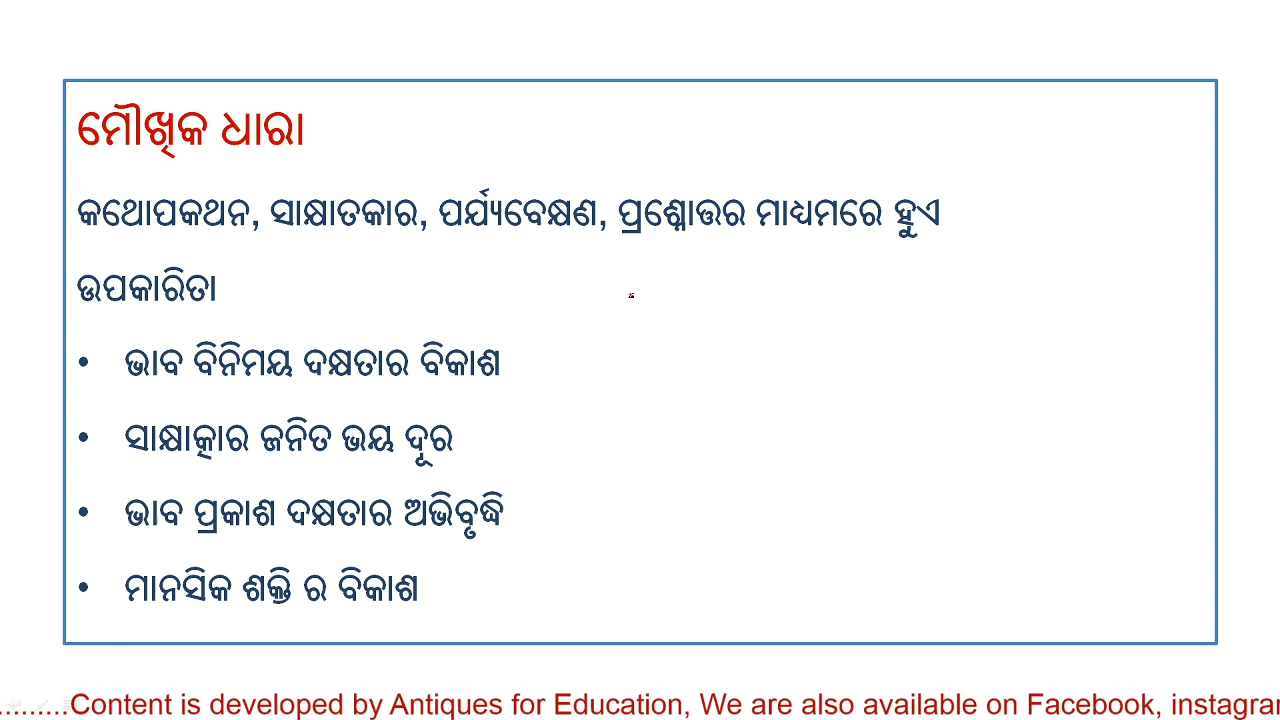 ମୌଖିକ ଧାରା
କଥୋପକଥନ, ସାକ୍ଷାତକାର, ପର୍ଯ୍ୟବେକ୍ଷଣ, ପ୍ରଶ୍ନୋତ୍ତର ମାଧ୍ୟମରେ ହୁଏ
ଉପକାରିତା
• ଭାବ ବିନିମୟ ଦକ୍ଷତାର ବିକାଶ
• ସାକ୍ଷାତ୍କାର ଜନିତ ଭୟ ଦୂର
• ଭାବ ପ୍ରକାଶ ଦକ୍ଷତାର ଅଭିବୃଦ୍ଧି
• ମାନସିକ ଶକ୍ତି ର ବିକାଶ
.........Content is developed by Antiques for Education, We are also available on Facebook, instagra